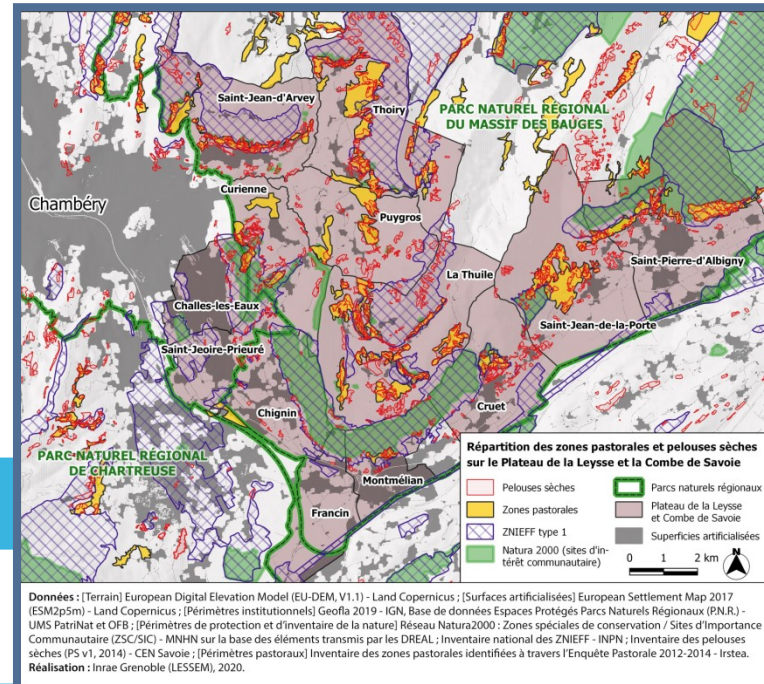 Saint-Jean-d'Arvey
Thoiry
PARC NATUREL RÉGIONAL
DU MASSIF DES BAUGES
Curienne
Chambéry
Puygros
La Thuile
Saint-Pierre-d'Albigny
Challes-les-Eaux
Saint-Jean-de-la-Porte
Saint-Jeoire-Prieuré
Chignin
Cruet
PARC NATUREL RÉGIONAL
DE CHARTREUSE
Montmélian
Francin
Répartition des zones pastorales et pelouses sèches
sur le Plateau de la Leysse et la Combe de Savoie
Pelouses sèches
Zones pastorales
ZNIEFF type 1
Natura 2000 (sites d'in-
térêt communautaire)
Parcs naturels régionaux
Plateau de la Leysse
et Combe de Savoie
Superficies artificialisées
0 1 2 km
N
Données : [Terrain] European Digital Elevation Model (EU-DEM, V1.1) - Land Copernicus ; [Surfaces artificialisées] European Settlement Map 2017
(ESM2p5m) - Land Copernicus ; [Périmètres institutionnels] Geofla 2019 - IGN, Base de données Espaces Protégés Parcs Naturels Régionaux (P.N.R.) -
UMS PatriNat et OFB ; [Périmètres de protection et d'inventaire de la nature] Réseau Natura2000 : Zones spéciales de conservation / Sites d'Importance
Communautaire (ZSC/SIC) - MNHN sur la base des éléments transmis par les DREAL ; Inventaire national des ZNIEFF - INPN ; Inventaire des pelouses
sèches (PS v1, 2014) - CEN Savoie ; [Périmètres pastoraux] Inventaire des zones pastorales identifiées à travers l'Enquête Pastorale 2012-2014 - Irstea.
Réalisation : Inrae Grenoble (LESSEM), 2020.